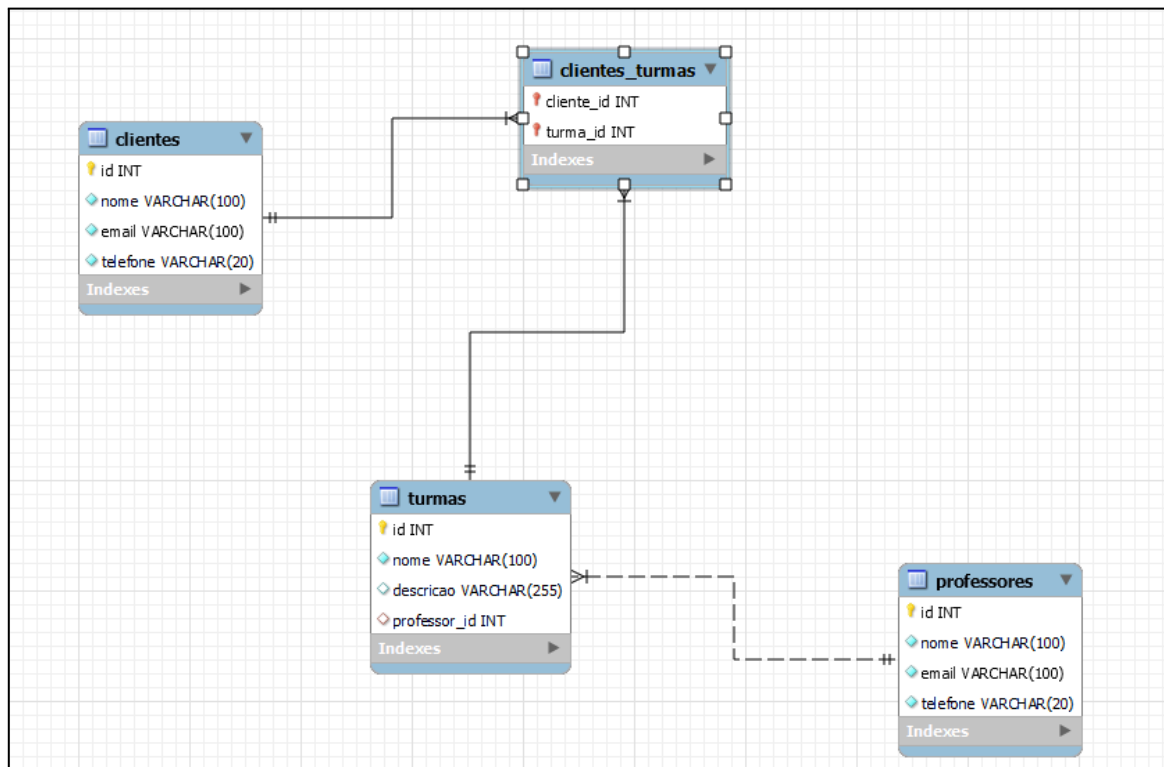 clientes_turmas
cliente_id INT
turma_id INT
Indexes
clientes
id INT
nome VARCHAR(100)
email VARCHAR(100)
telefone VARCHAR(20)
Indexes
turmas
id INT
nome VARCHAR(100)
descricao VARCHAR(255)
professor_id INT
Indexes
professores
id INT
nome VARCHAR(100)
email VARCHAR(100)
telefone VARCHAR(20)
Indexes